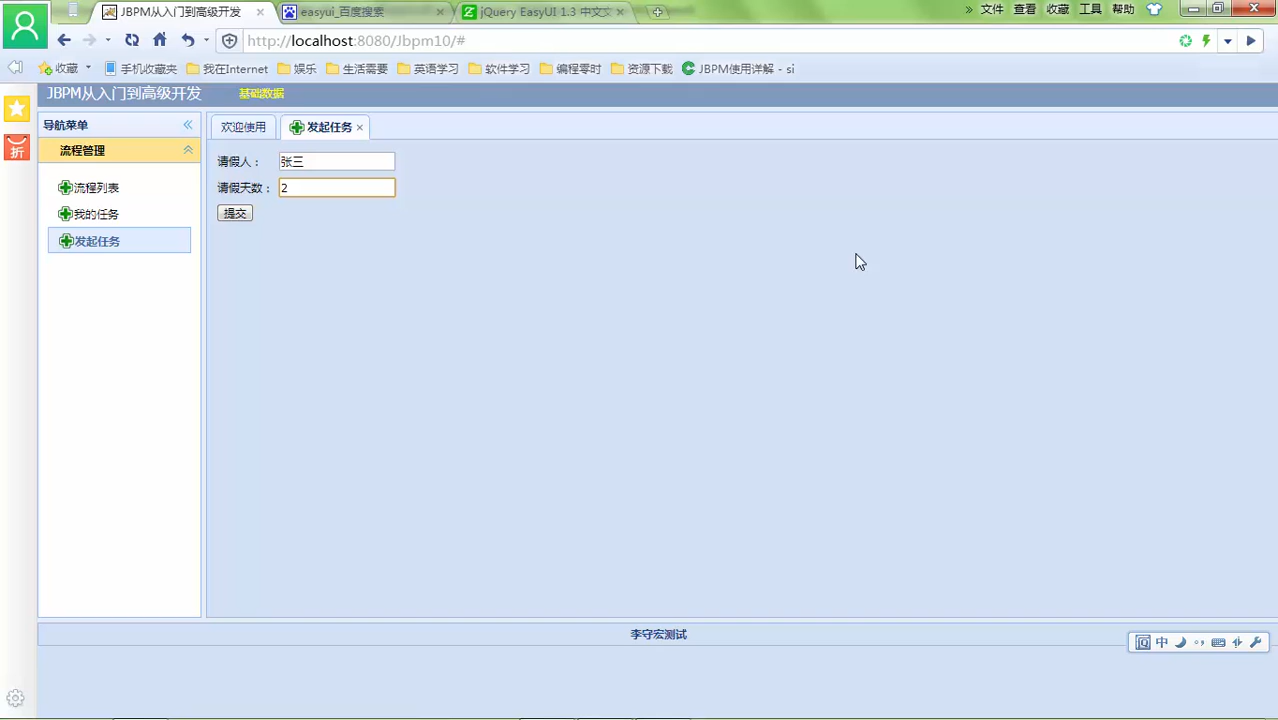 JBPM从入门到高级开发
easyui_百度搜索
jQuery EasyUI 1.3 中文文
» 文件 查看 收藏 工具 帮助
http://localhost:8080/Jbpm10/#
收藏 手机收藏夹 我在Internet 娱乐 生活需要 英语学习 软件学习 编程零时 资源下载 JBPM使用详解 - si
JBPM从入门到高级开发 基础数据
折
导航菜单
欢迎使用 发起任务
流程管理
流程列表
我的任务
发起任务
请假人： 张三
请假天数： 2
提交
李守宏测试
中